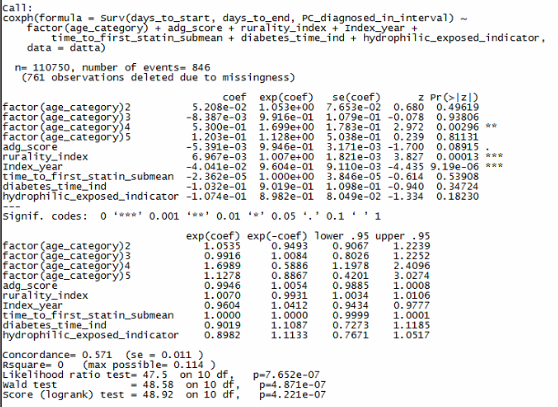 Call:
coxph(formula = Surv(days_to_start, days_to_end, PC_diagnosed_in_interval) ~
factor(age_category) + adg_score + rurality_index + Index_year +
time_to_first_statin_submean + diabetes_time_ind + hydrophilic_exposed_indicator,
data = datta)
n= 110750, number of events= 846
(761 observations deleted due to missingness)
coef exp(coef) se(coef) z Pr(>|z|)
factor(age_category)2 5.208e-02 1.053e+00 7.653e-02 0.680 0.49619
factor(age_category)3 -8.387e-03 9.916e-01 1.079e-01 -0.078 0.93806
factor(age_category)4 5.300e-01 1.699e+00 1.783e-01 2.972 0.00296 **
factor(age_category)5 1.203e-01 1.128e+00 5.038e-01 0.239 0.81131
adg_score -5.391e-03 9.946e-01 3.171e-03 -1.700 0.08915 .
rurality_index 6.967e-03 1.007e+00 1.821e-03 3.827 0.00013 ***
Index_year -4.041e-02 9.604e-01 9.110e-03 -4.435 9.19e-06 ***
time_to_first_statin_submean -2.362e-05 1.000e+00 3.846e-05 -0.614 0.53908
diabetes_time_ind -1.032e-01 9.019e-01 1.098e-01 -0.940 0.34724
hydrophilic_exposed_indicator -1.074e-01 8.982e-01 8.049e-02 -1.334 0.18230
---
Signif. codes: 0 ‘***’ 0.001 ‘**’ 0.01 ‘*’ 0.05 ‘.’ 0.1 ‘ ’ 1
exp(coef) exp(-coef) lower .95 upper .95
factor(age_category)2 1.0535 0.9493 0.9067 1.2239
factor(age_category)3 0.9916 1.0084 0.8026 1.2252
factor(age_category)4 1.6989 0.5886 1.1978 2.4096
factor(age_category)5 1.1278 0.8867 0.4201 3.0274
adg_score 0.9946 1.0054 0.9885 1.0008
rurality_index 1.0070 0.9931 1.0034 1.0106
Index_year 0.9604 1.0412 0.9434 0.9777
time_to_first_statin_submean 1.0000 1.0000 0.9999 1.0001
diabetes_time_ind 0.9019 1.1087 0.7273 1.1185
hydrophilic_exposed_indicator 0.8982 1.1133 0.7671 1.0517
Concordance= 0.571 (se = 0.011 )
Rsquare= 0 (max possible= 0.114 )
Likelihood ratio test= 47.5 on 10 df, p=7.652e-07
Wald test = 48.58 on 10 df, p=4.871e-07
Score (logrank) test = 48.92 on 10 df, p=4.221e-07